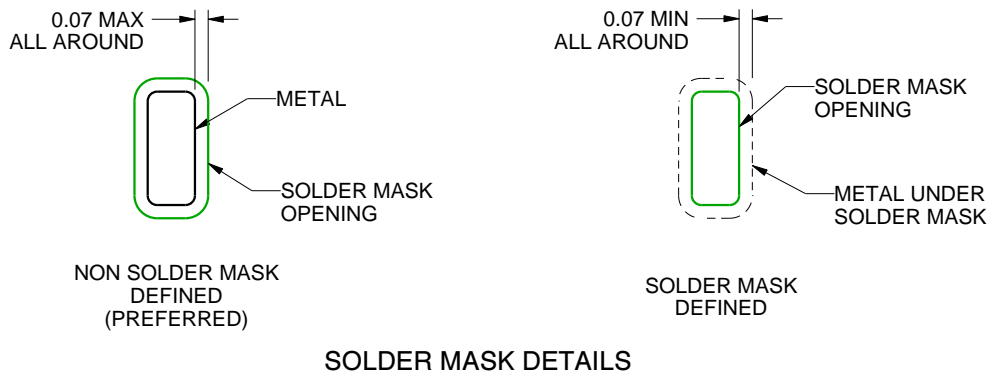 0.07 MAX
ALL AROUND
METAL
SOLDER MASK
OPENING
NON SOLDER MASK
DEFINED
(PREFERRED)
0.07 MIN
ALL AROUND
SOLDER MASK
OPENING
METAL UNDER
SOLDER MASK
SOLDER MASK
DEFINED
SOLDER MASK DETAILS